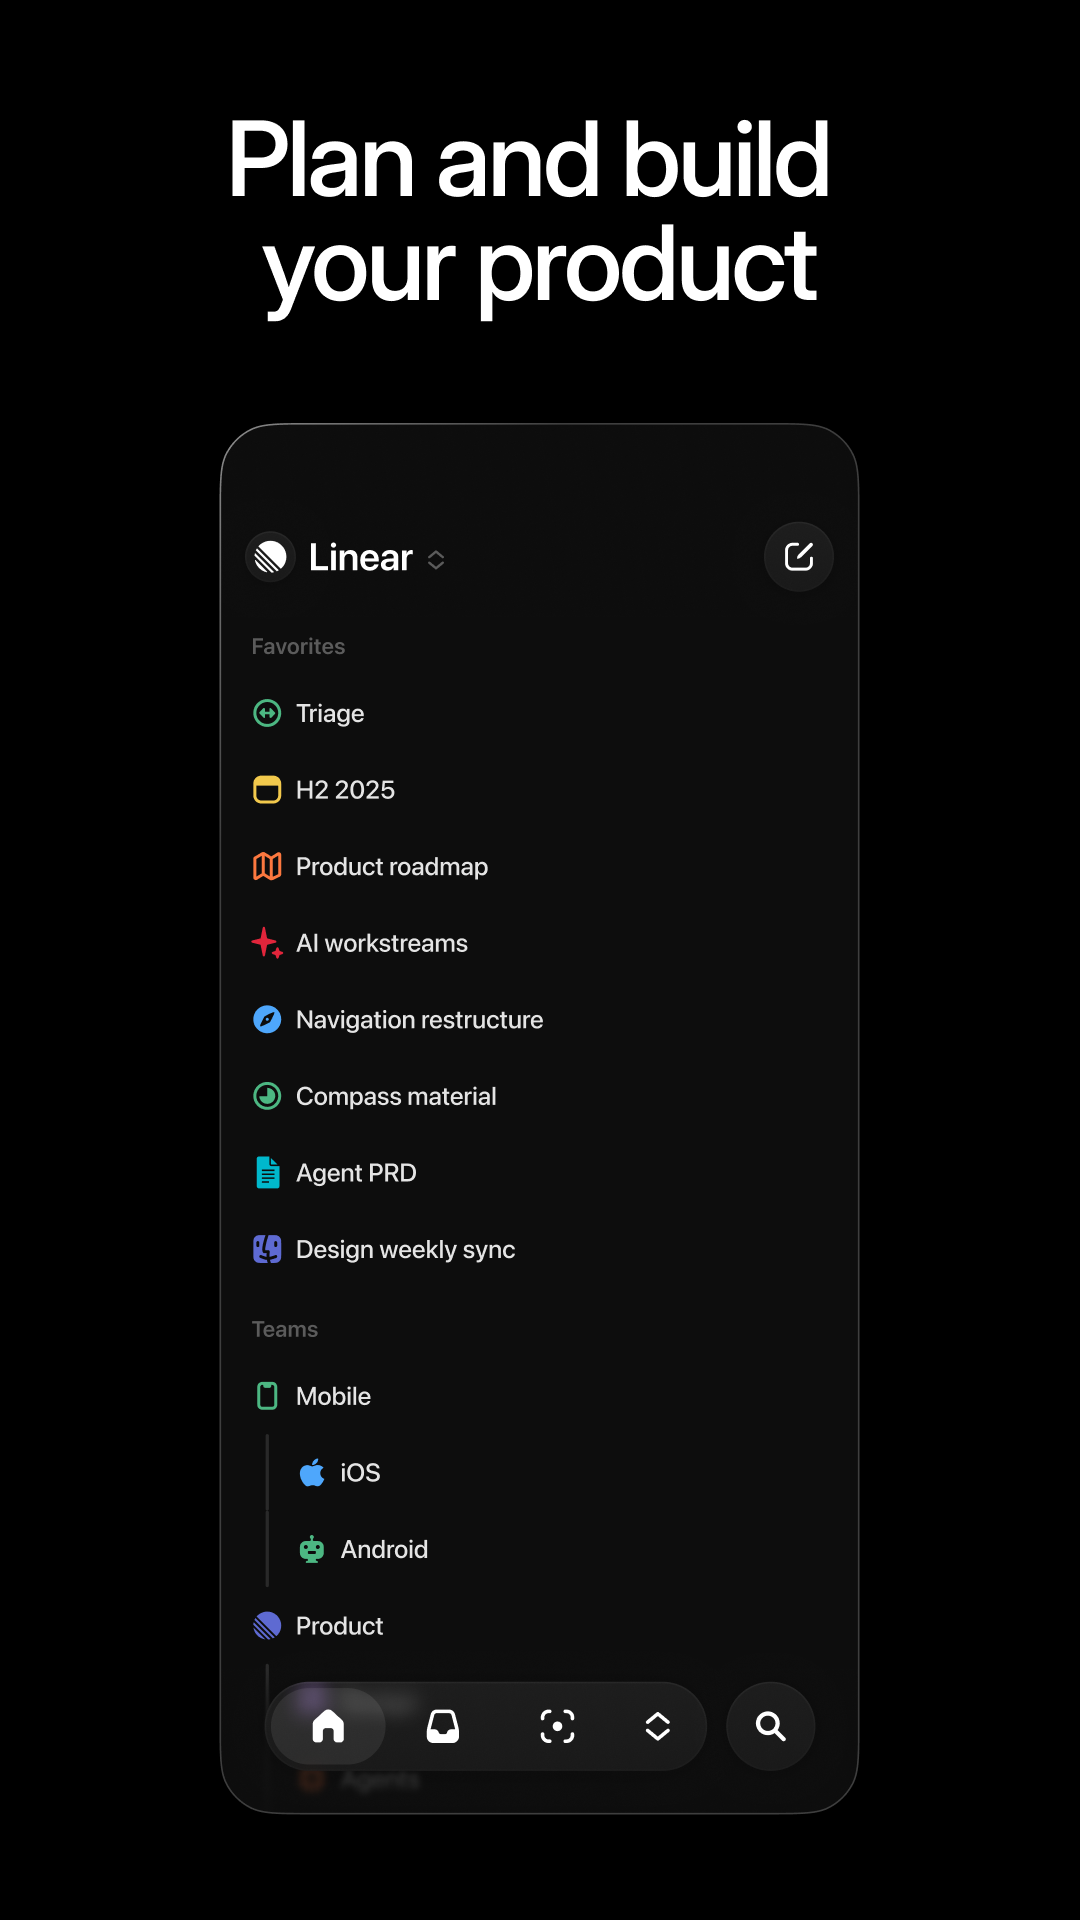 Plan and build
your product
Linear
Favorites
Triage
H2 2025
Product roadmap
AI workstreams
Navigation restructure
Compass material
Agent PRD
Design weekly sync
Teams
Mobile
iOS
Android
Product
Agents